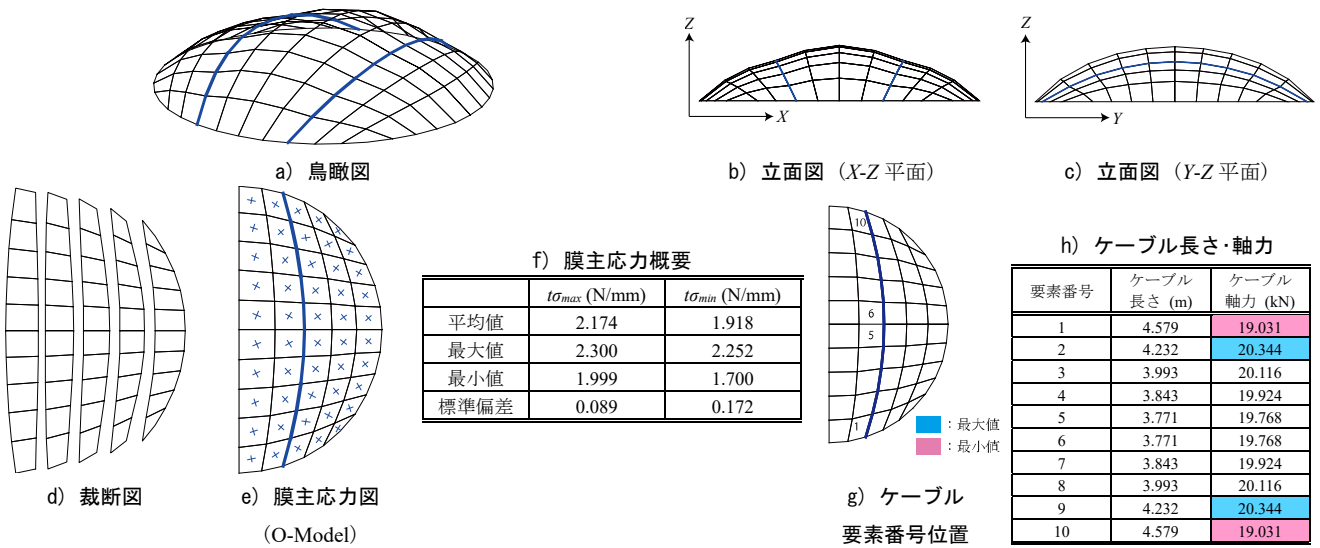 Z
X
Z
Y
a) 鳥瞰図
b) 立面図 (X-Z 平面)
c) 立面図 (Y-Z 平面)
d) 裁断図
e) 膜主応力図
(O-Model)
f) 膜主応力概要
tσmax (N/mm) tσmin (N/mm)
平均値 2.174 1.918
最大値 2.300 2.252
最小値 1.999 1.700
標準偏差 0.089 0.172
10
6
5
1
:最大値
:最小値
g) ケーブル
要素番号位置
h) ケーブル長さ・軸力
要素番号 ケーブル長さ (m) ケーブル軸力 (kN)
1 4.579 19.031
2 4.232 20.344
3 3.993 20.116
4 3.843 19.924
5 3.771 19.768
6 3.771 19.768
7 3.843 19.924
8 3.993 20.116
9 4.232 20.344
10 4.579 19.031